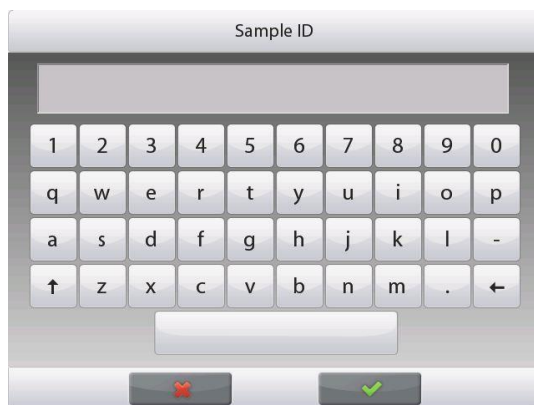 Sample ID
1 2 3 4 5 6 7 8 9 0
q w e r t y u i o p
a s d f g h j k l -
↑ z x c v b n m . ←